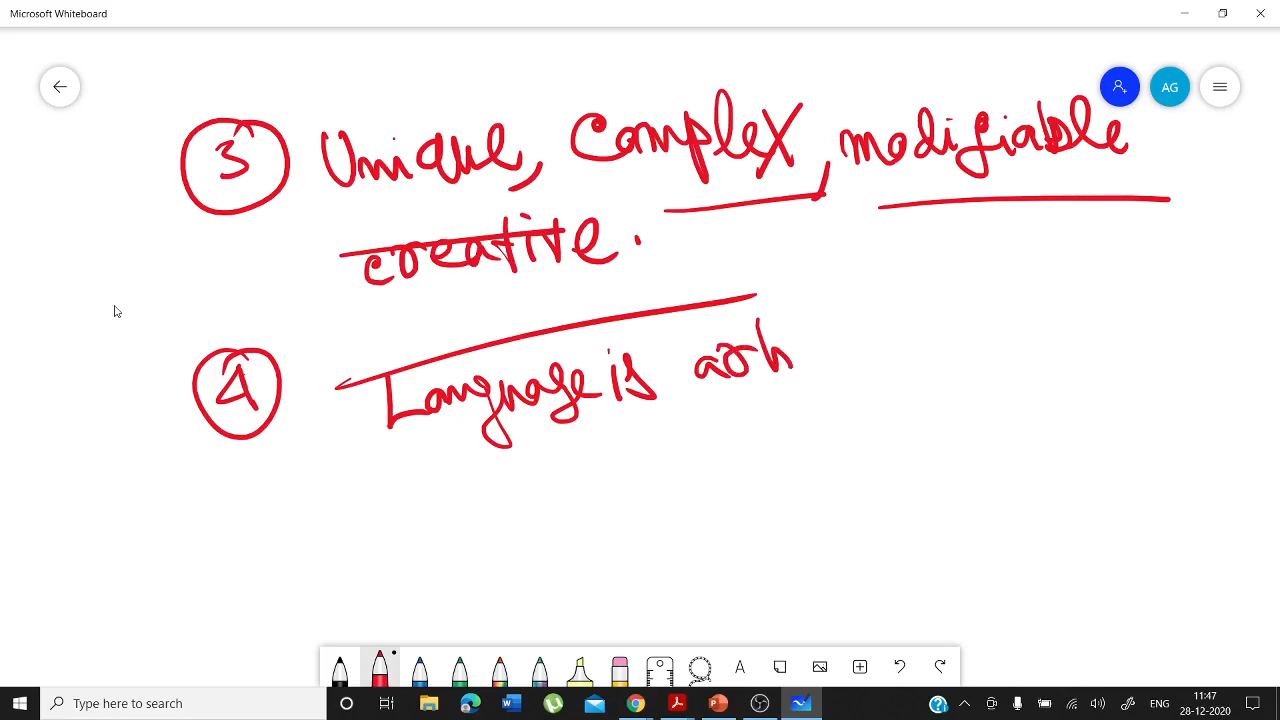 Microsoft Whiteboard
AG
3 Unique, Complex, modifiable
creative.
4 Language is arb
Type here to search
ENG
11:47
28-12-2020